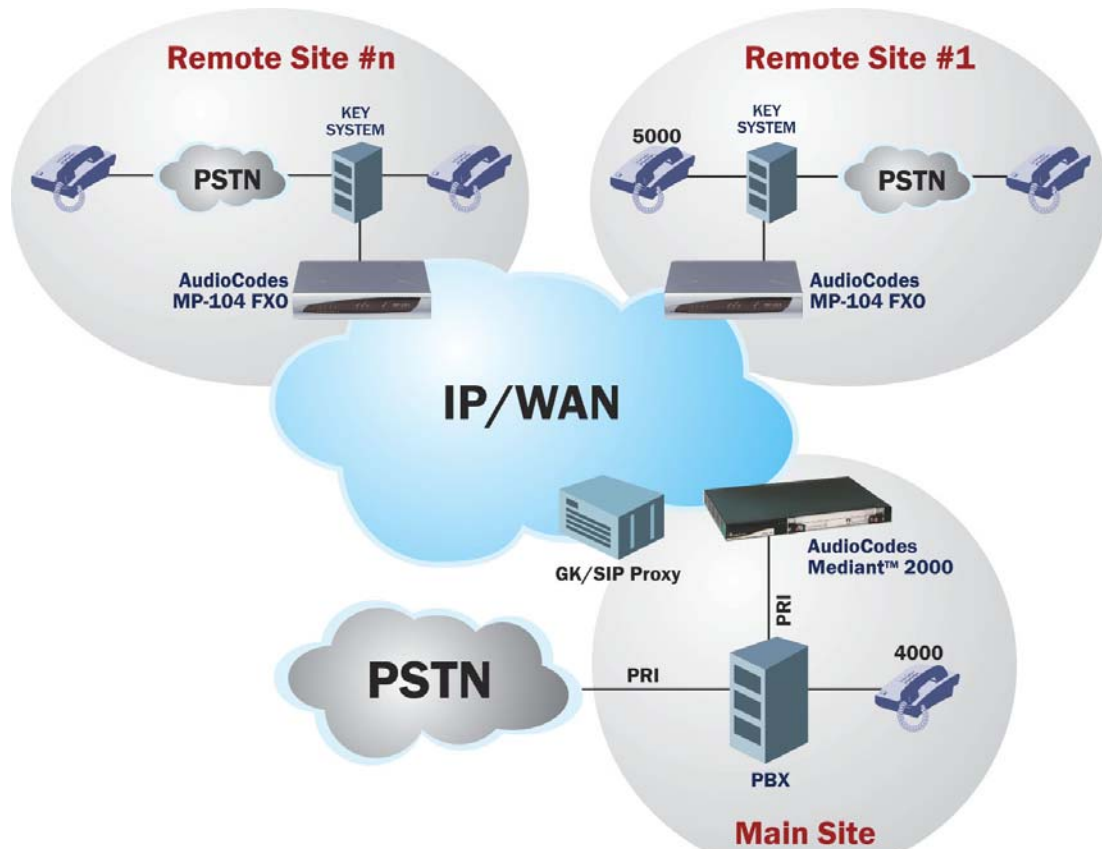 Remote Site #n
KEY
SYSTEM
PSTN
AudioCodes
MP-104 FXO
Remote Site #1
5000
KEY
SYSTEM
PSTN
AudioCodes
MP-104 FXO
IP/WAN
GK/SIP Proxy
AudioCodes
Mediant™ 2000
PRI
PSTN
PRI
4000
PBX
Main Site